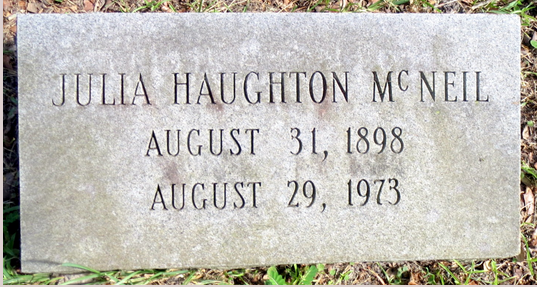 JULIA HAUGHTON McNEIL
AUGUST 31, 1898
AUGUST 29, 1973